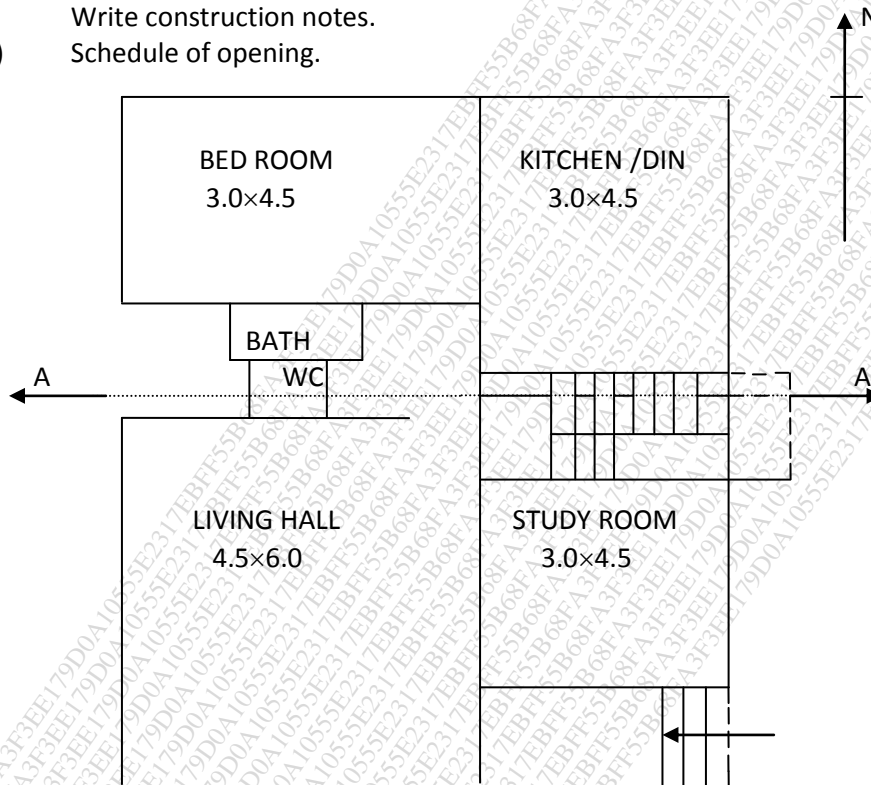 Write construction notes.
)
Schedule of opening.
N
BED ROOM
3.0×4.5
KITCHEN /DIN
3.0×4.5
BATH
WC
A
A
LIVING HALL
4.5×6.0
STUDY ROOM
3.0×4.5